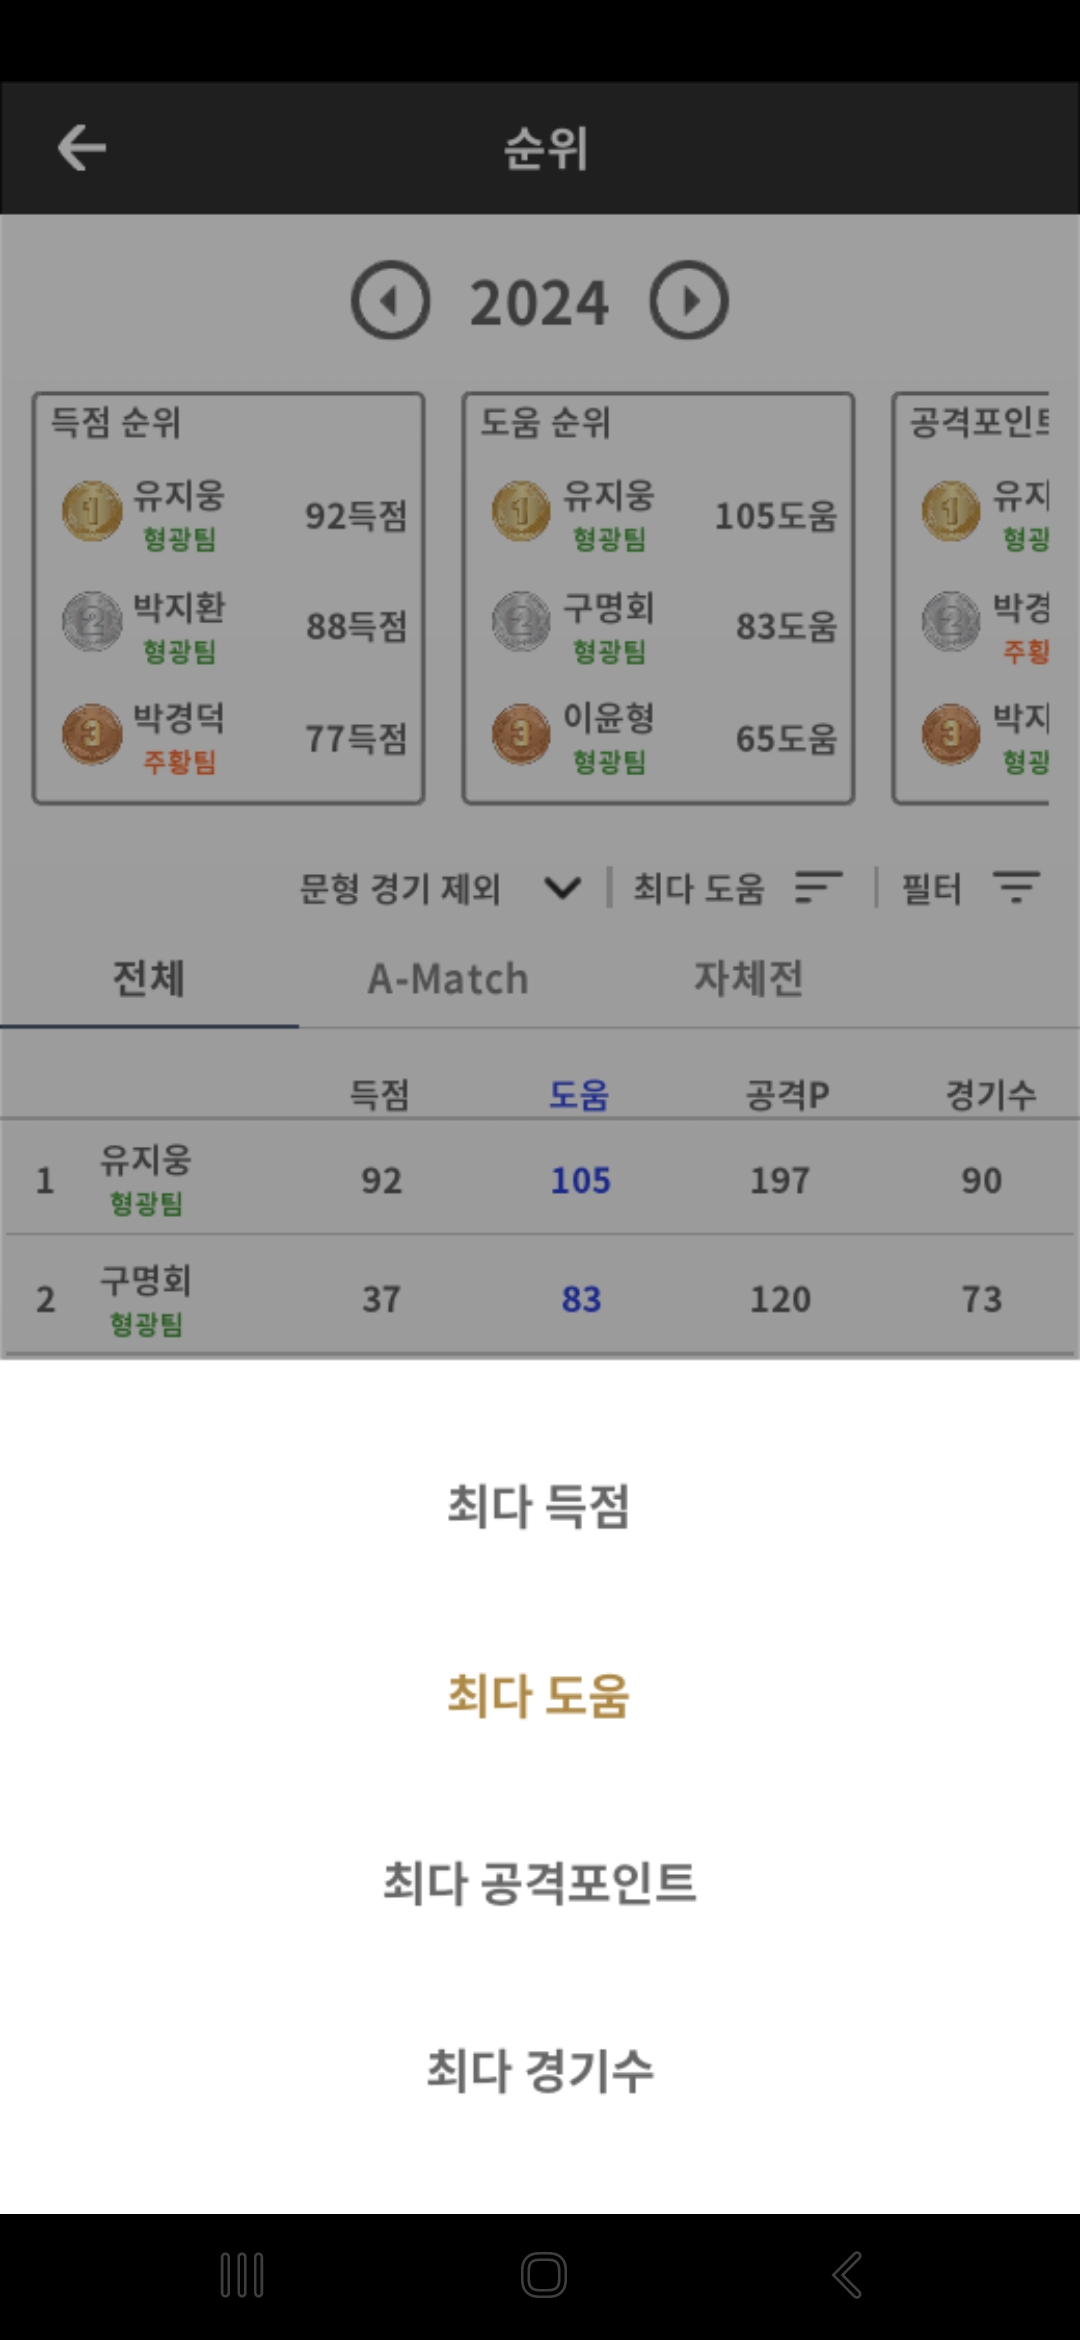 순위
2024
득점 순위
1 유지웅 92득점
형광팀
2 박지환 88득점
형광팀
3 박경덕 77득점
주황팀
도움 순위
1 유지웅 105도움
형광팀
2 구명회 83도움
형광팀
3 이윤형 65도움
형광팀
공격포인트
1 유지
형광
2 박경
주황
3 박지
형광
문형 경기 제외 | 최다 도움 | 필터
전체 A-Match 자체전
득점 도움 공격P 경기수
1 유지웅 92 105 197 90
형광팀
2 구명회 37 83 120 73
형광팀
최다 득점
최다 도움
최다 공격포인트
최다 경기수